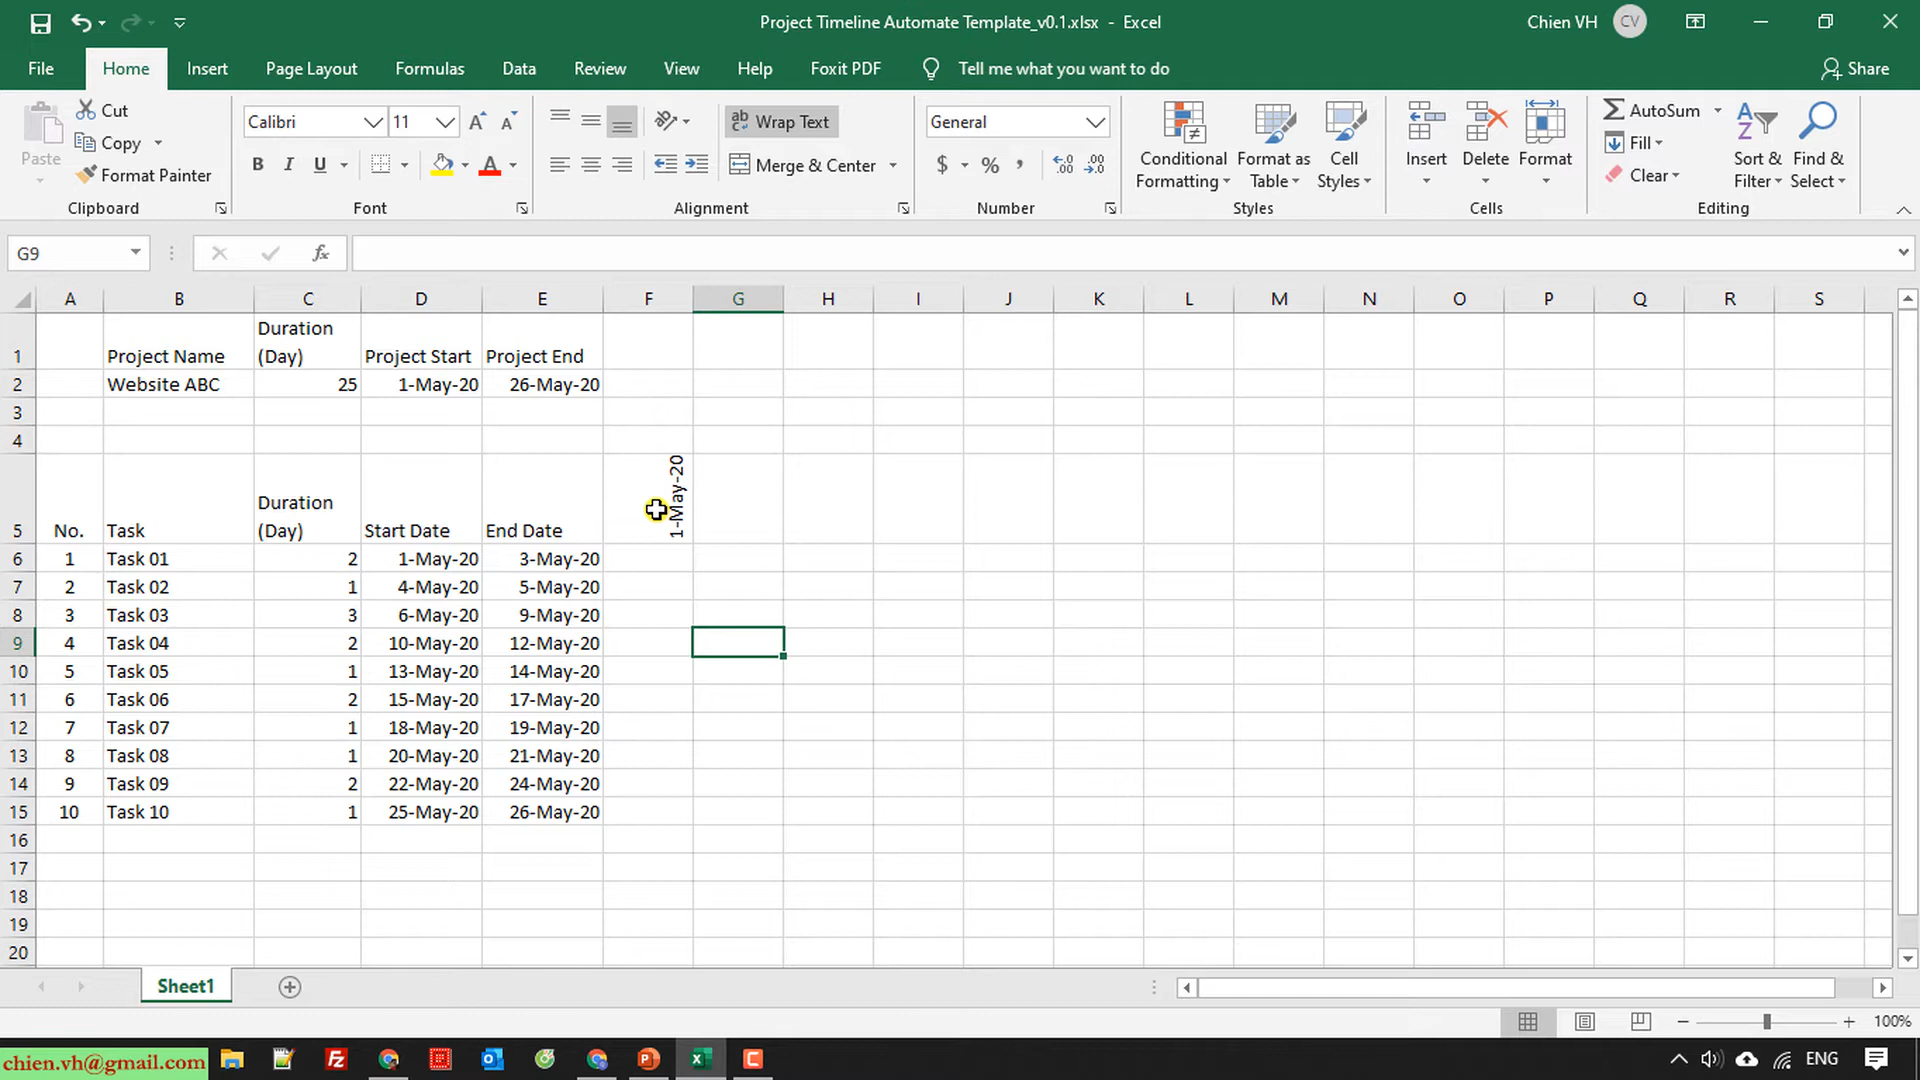 Project Timeline Automate Template_v0.1.xlsx - Excel
Chien VH CV
File Home Insert Page Layout Formulas Data Review View Help Foxit PDF Tell me what you want to do Share
Paste
Cut
Copy
Format Painter
Clipboard
Calibri 11
B I U A
Font
ab Wrap Text
Merge & Center
Alignment
General
$ % ,
Number
Conditional Formatting
Format as Table
Cell Styles
Styles
Insert Delete Format
Cells
AutoSum
Fill
Clear
Sort & Filter
Find & Select
Editing
G9 fx
A B C D E F G H I J K L M N O P Q R S
1 Project Name Duration (Day) Project Start Project End
2 Website ABC 25 1-May-20 26-May-20
3
4
5 No. Task Duration (Day) Start Date End Date 1-May-20
6 1 Task 01 2 1-May-20 3-May-20
7 2 Task 02 1 4-May-20 5-May-20
8 3 Task 03 3 6-May-20 9-May-20
9 4 Task 04 2 10-May-20 12-May-20
10 5 Task 05 1 13-May-20 14-May-20
11 6 Task 06 2 15-May-20 17-May-20
12 7 Task 07 1 18-May-20 19-May-20
13 8 Task 08 1 20-May-20 21-May-20
14 9 Task 09 2 22-May-20 24-May-20
15 10 Task 10 1 25-May-20 26-May-20
16
17
18
19
20
Sheet1
100%
chien.vh@gmail.com
ENG